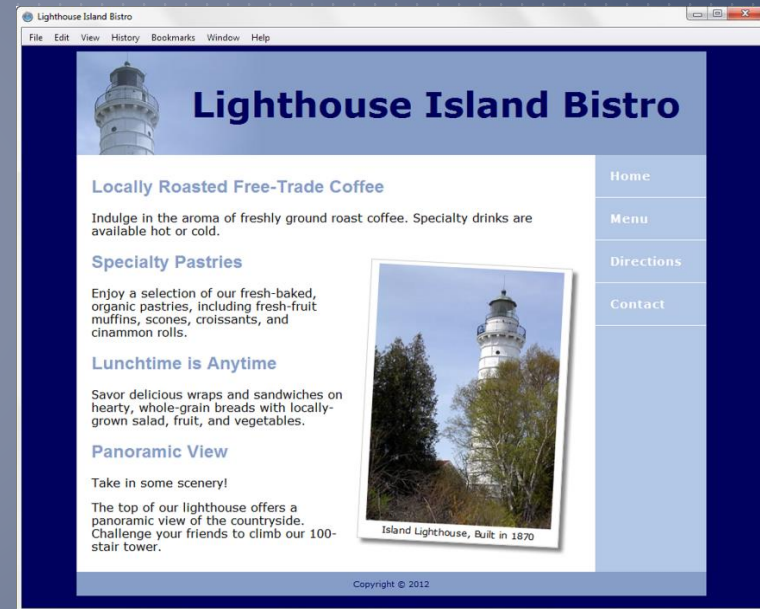 Lighthouse Island Bistro
File Edit View History Bookmarks Window Help
Lighthouse Island Bistro
Locally Roasted Free-Trade Coffee
Indulge in the aroma of freshly ground roast coffee. Specialty drinks are
available hot or cold.
Specialty Pastries
Enjoy a selection of our fresh-baked,
organic pastries, including fresh-fruit
muffins, scones, croissants, and
cinammon rolls.
Lunchtime is Anytime
Savor delicious wraps and sandwiches on
hearty, whole-grain breads with locally-
grown salad, fruit, and vegetables.
Panoramic View
Take in some scenery!
The top of our lighthouse offers a
panoramic view of the countryside.
Challenge your friends to climb our 100-
stair tower.
Island Lighthouse, Built in 1870
Home
Menu
Directions
Contact
Copyright © 2012